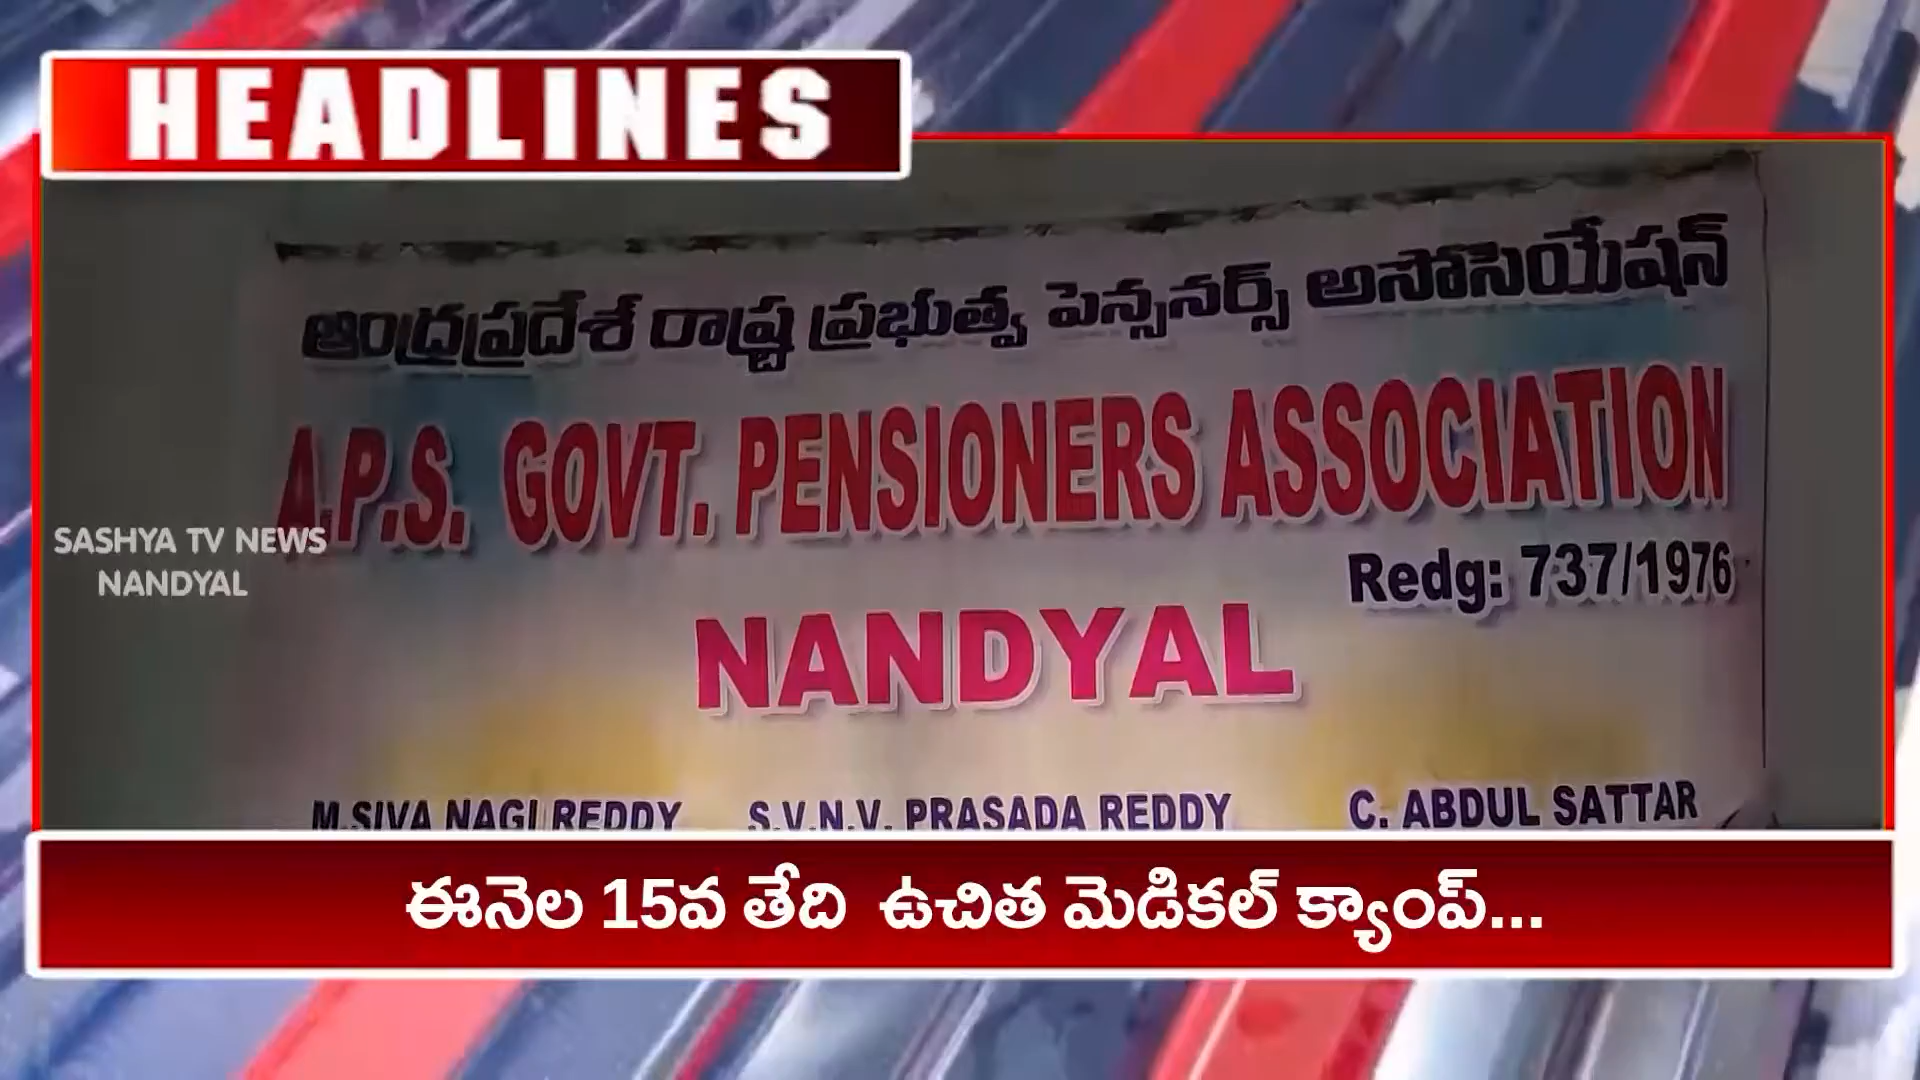 HEADLINES
ఆంధ్రప్రదేశ్ రాష్ట్ర ప్రభుత్వ పెన్సనర్స్ అసోసియేషన్
A.P.S. GOVT. PENSIONERS ASSOCIATION
Redg: 737/1976
SASHYA TV NEWS
NANDYAL
NANDYAL
M.SIVA NAGI REDDY S.V.N.V. PRASADA REDDY C. ABDUL SATTAR
ఈనెల 15వ తేది ఉచిత మెడికల్ క్యాంప్...